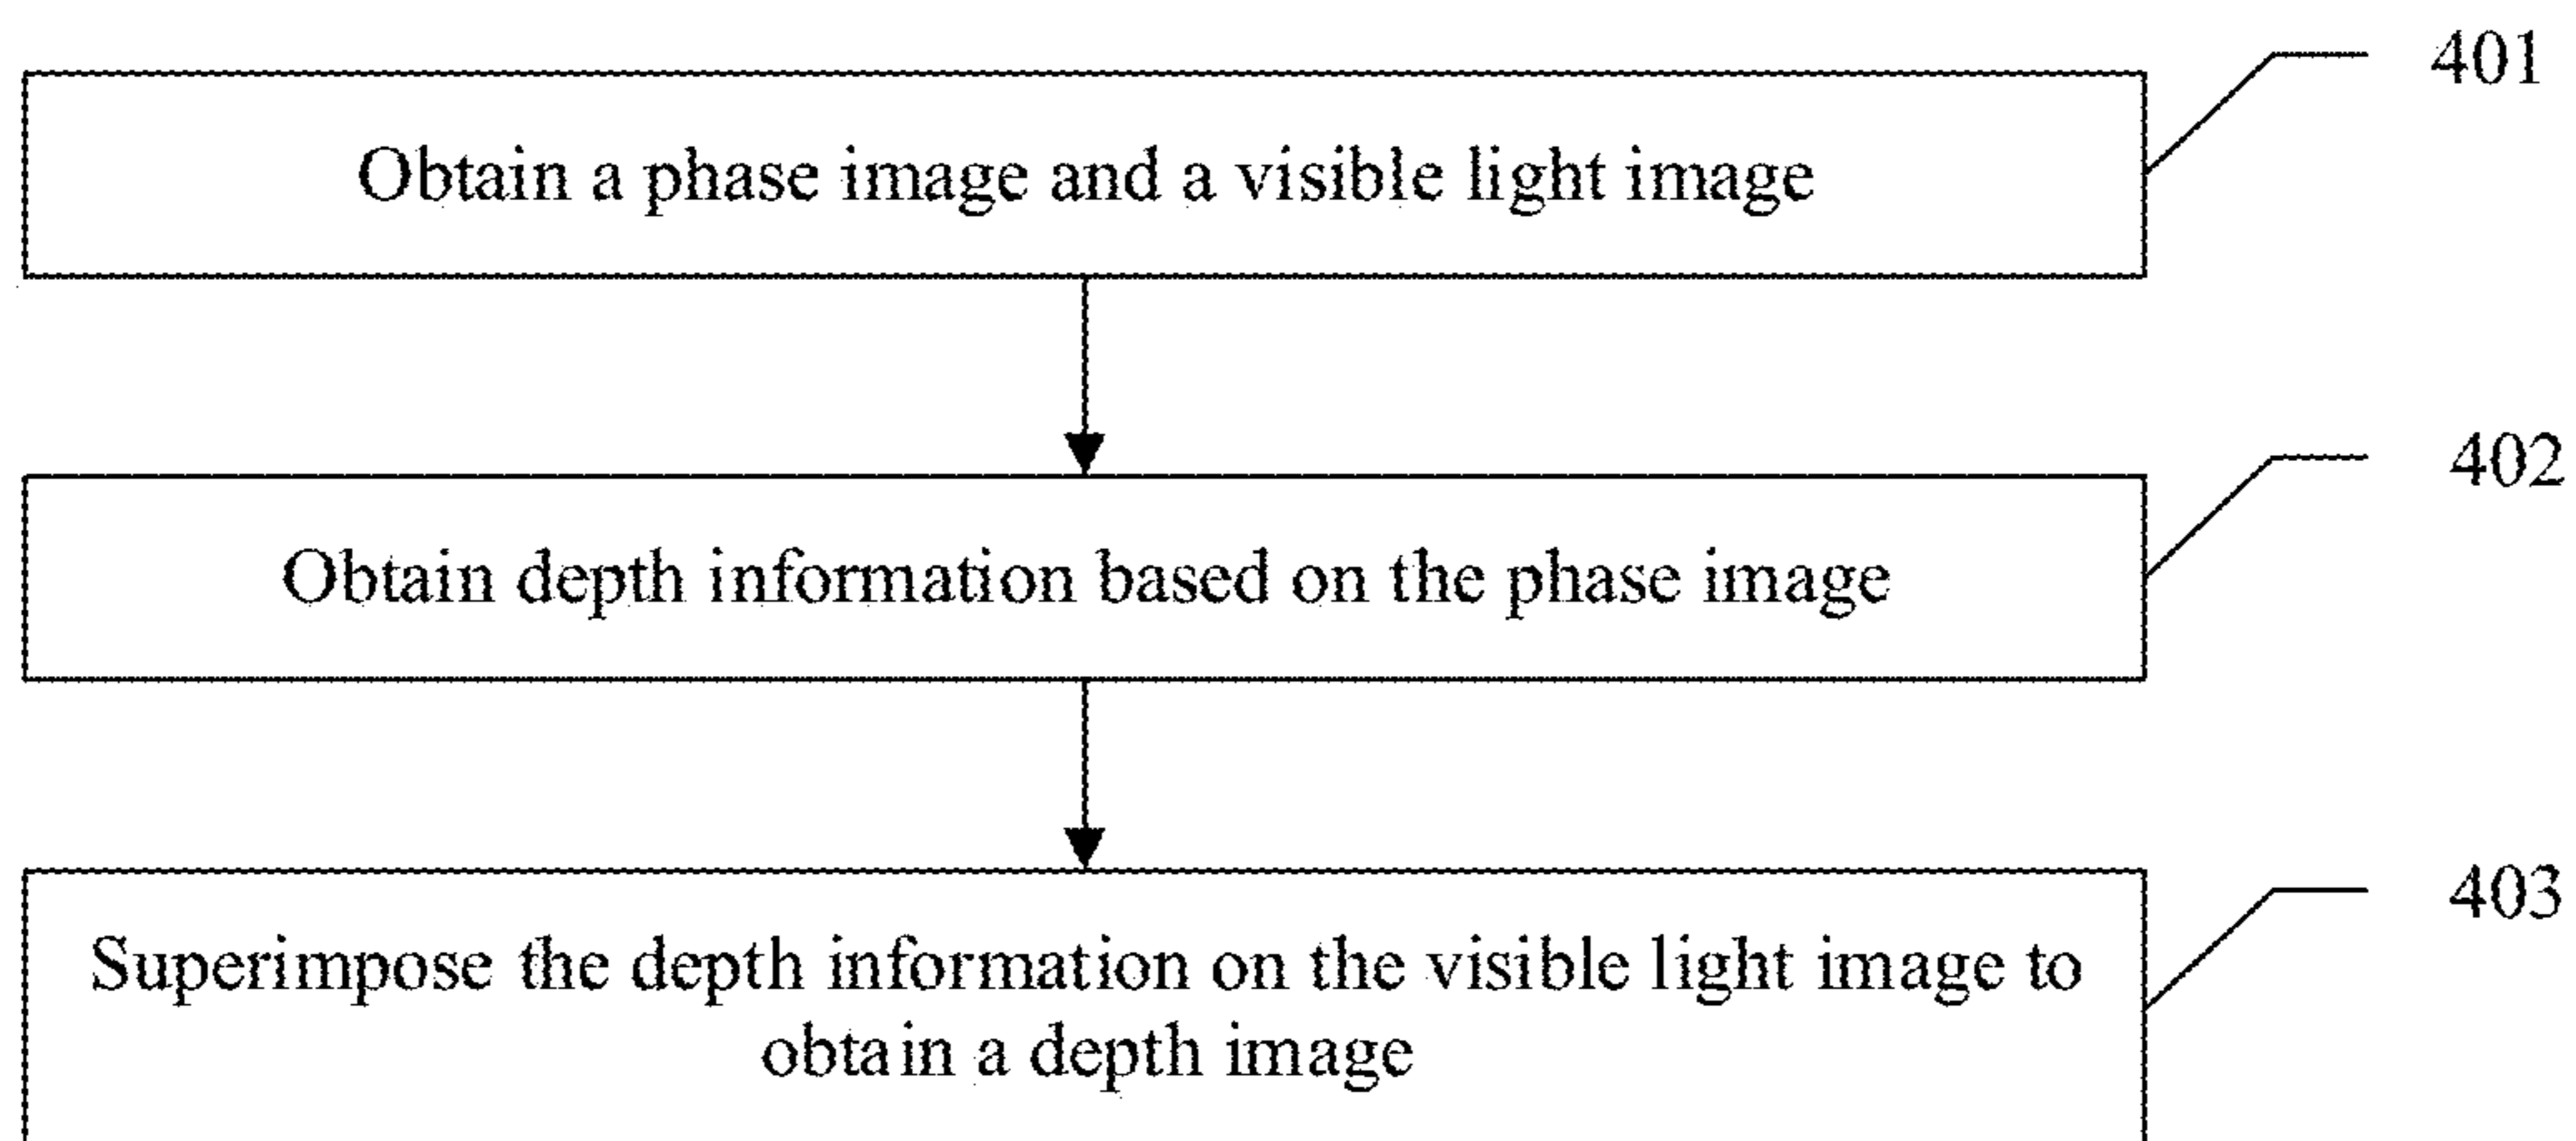 401
Obtain a phase image and a visible light image
402
Obtain depth information based on the phase image
403
Superimpose the depth information on the visible light image to
obtain a depth image